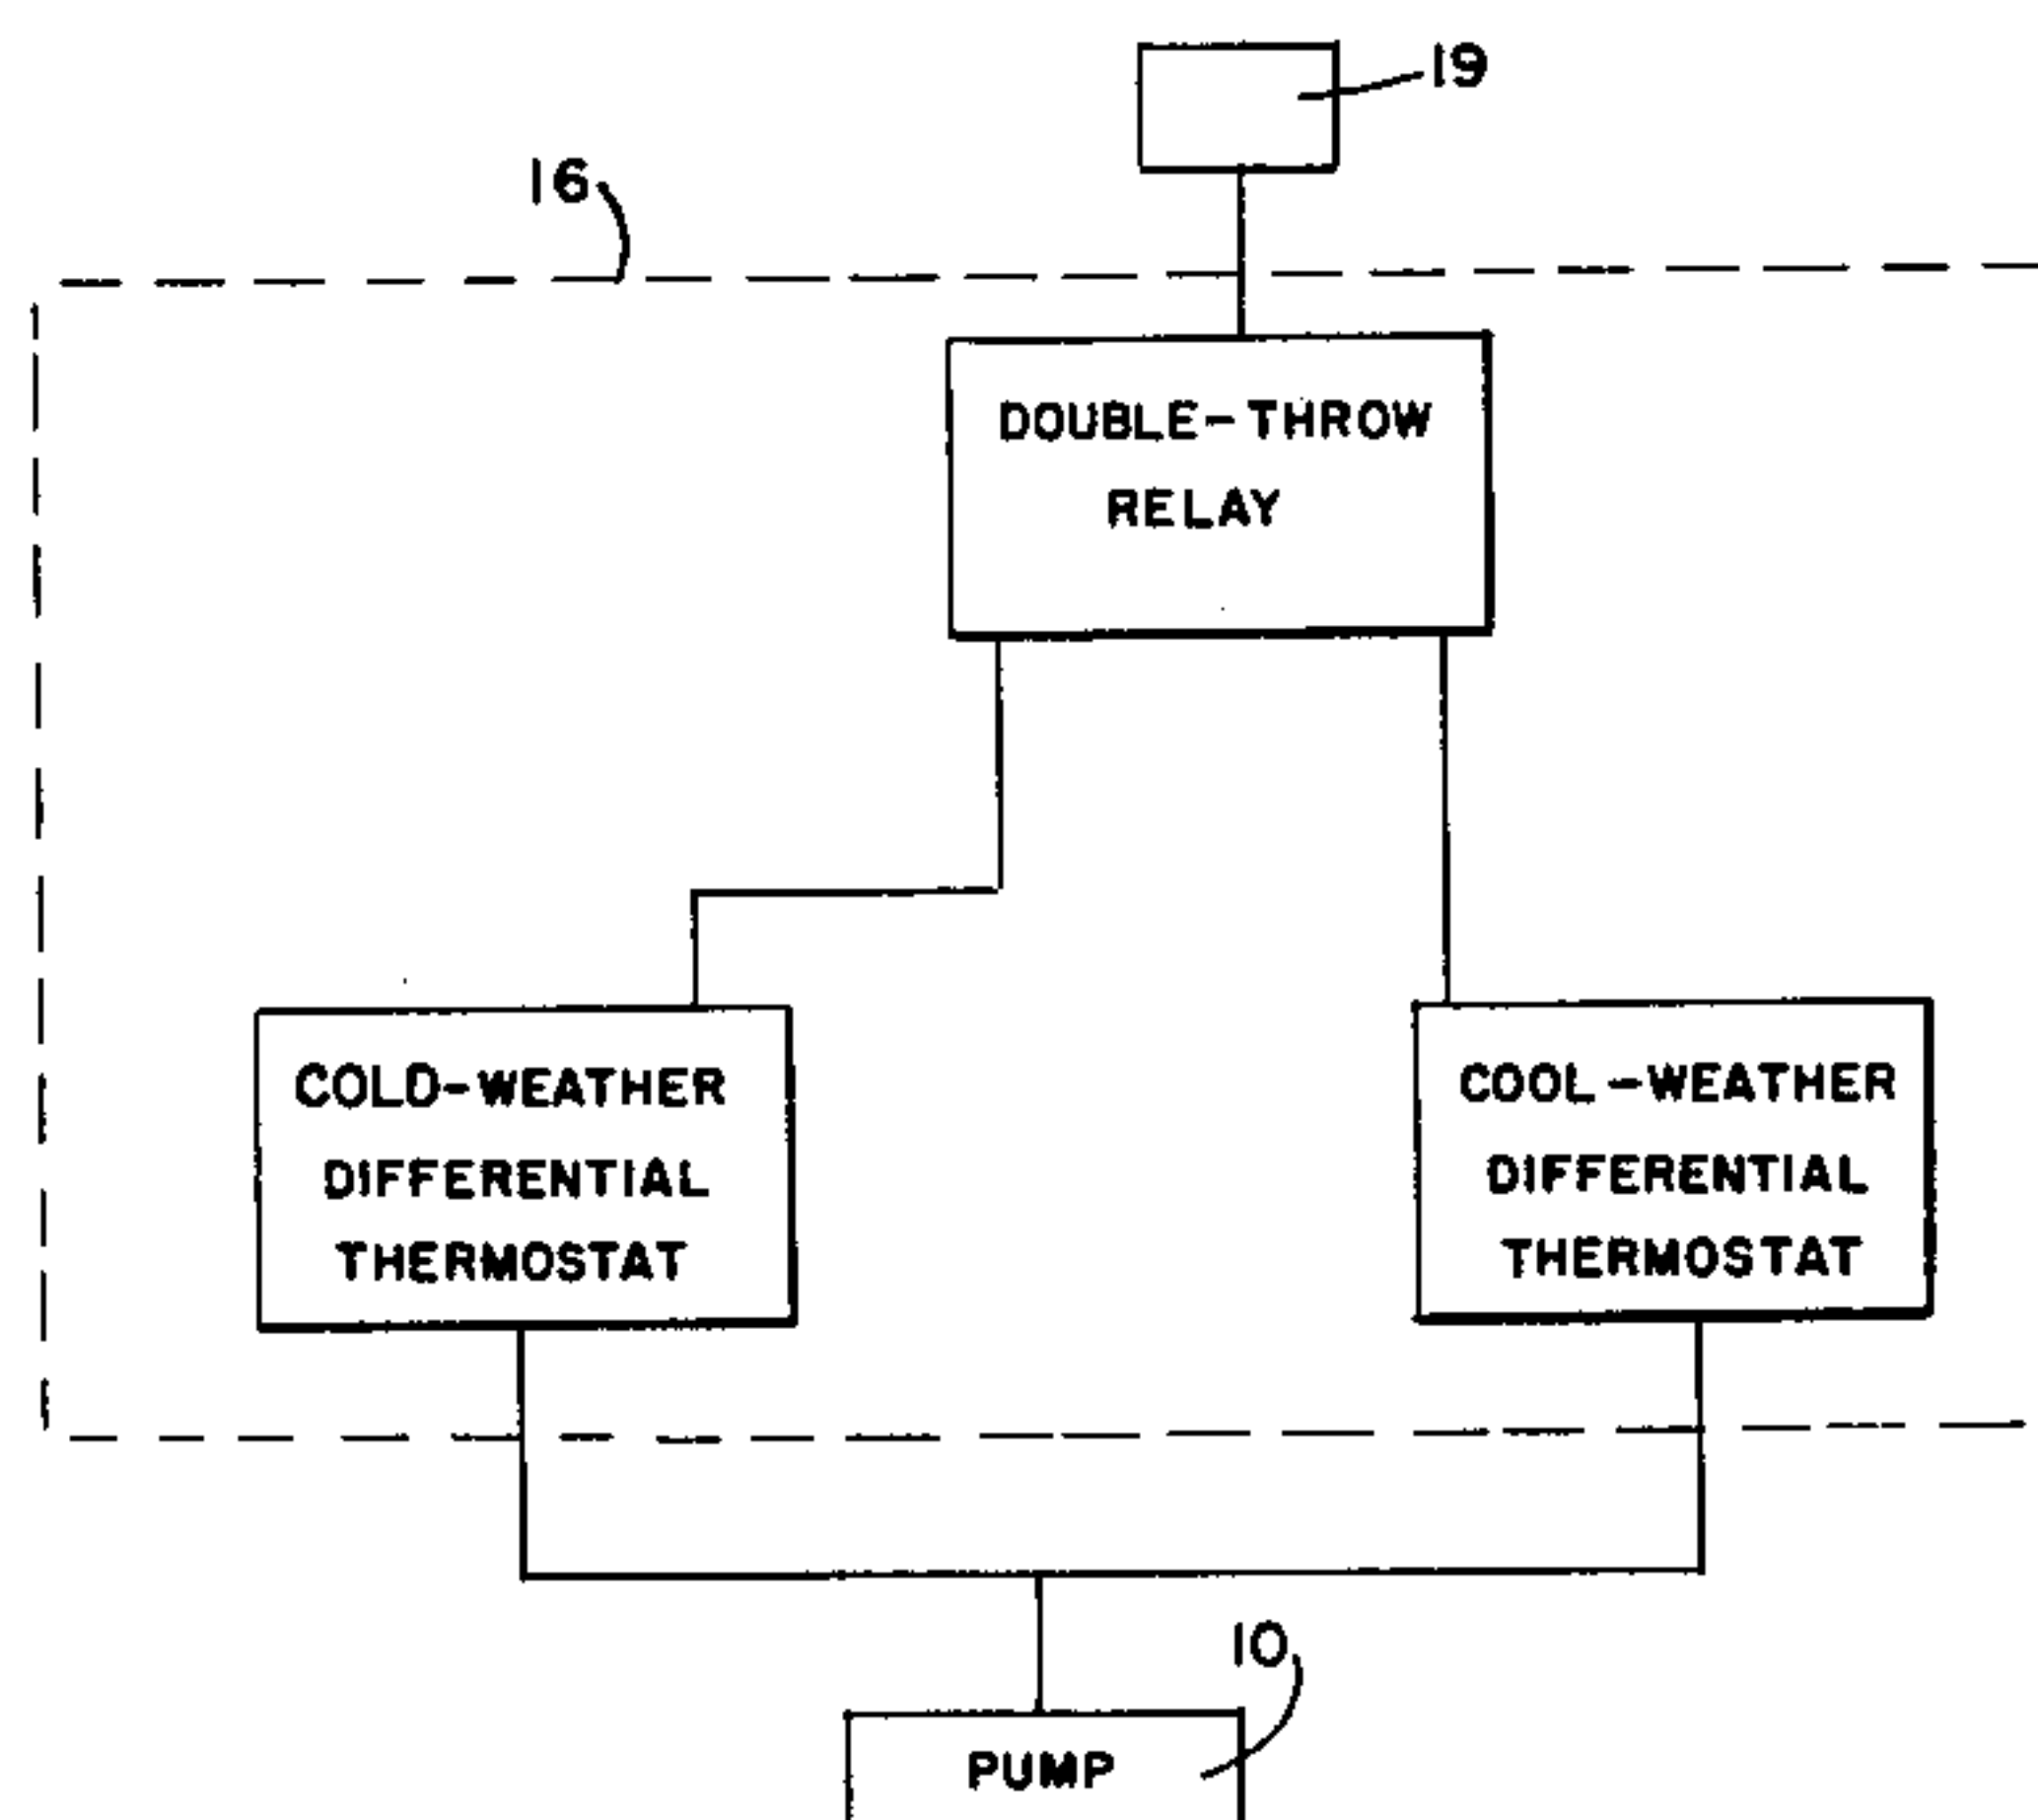 19
16
DOUBLE-THROW
RELAY
COLD-WEATHER
DIFFERENTIAL
THERMOSTAT
COOL-WEATHER
DIFFERENTIAL
THERMOSTAT
10
PUMP